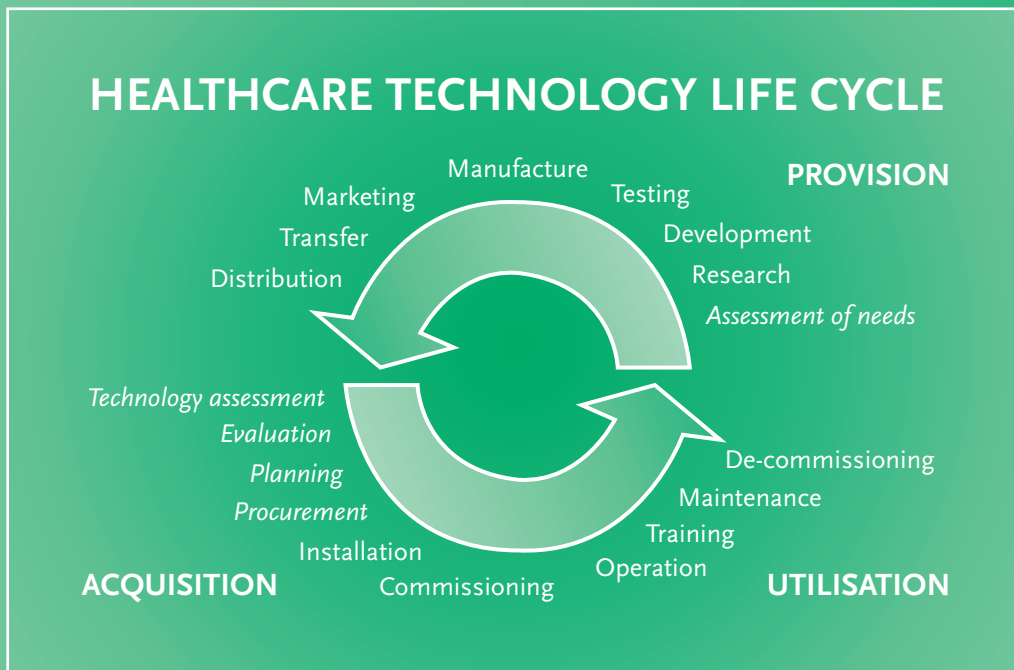 HEALTHCARE TECHNOLOGY LIFE CYCLE
PROVISION
Manufacture
Marketing
Testing
Transfer
Development
Distribution
Research
Assessment of needs
Technology assessment
Evaluation
Planning
Procurement
Installation
Commissioning
ACQUISITION
De-commissioning
Maintenance
Training
Operation
UTILISATION